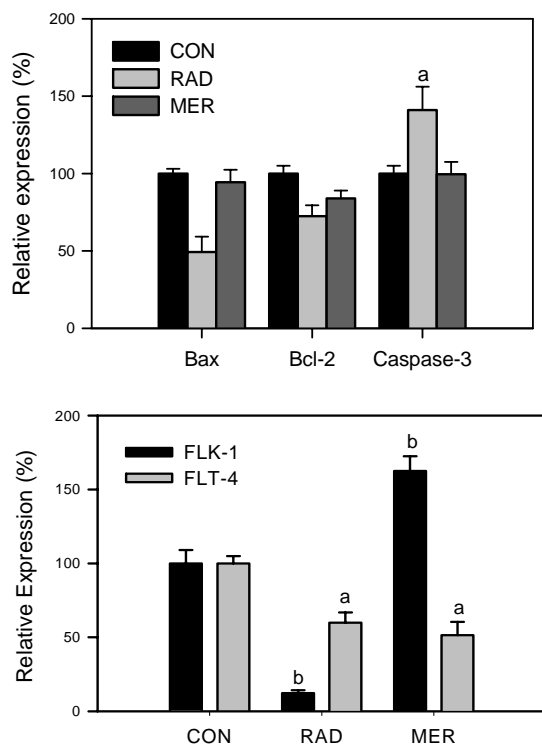 200
150
100
50
0
Relative expression (%)
CON
RAD
MER
a
Bax Bcl-2 Caspase-3
200
150
100
50
0
Relative Expression (%)
FLK-1
FLT-4
b
a
b
a
CON RAD MER